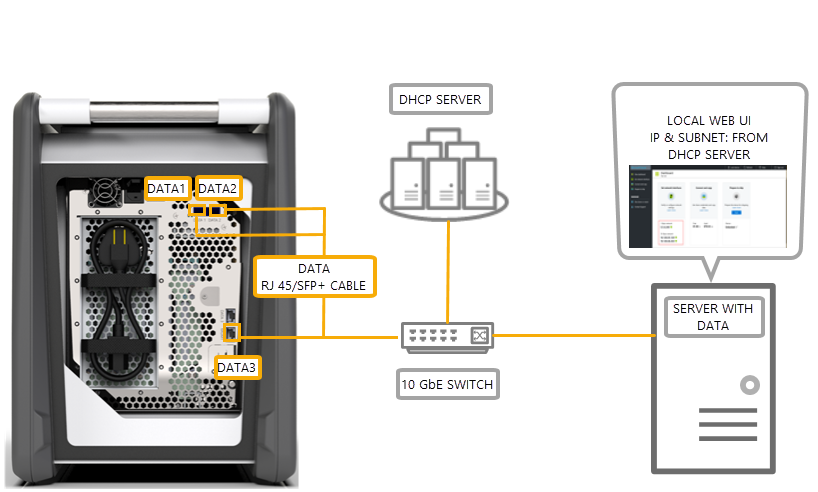 DHCP SERVER
LOCAL WEB UI
IP & SUBNET: FROM
DHCP SERVER
DATA1
DATA2
DATA
RJ 45/SFP+ CABLE
SERVER WITH
DATA
DATA3
10 GbE SWITCH